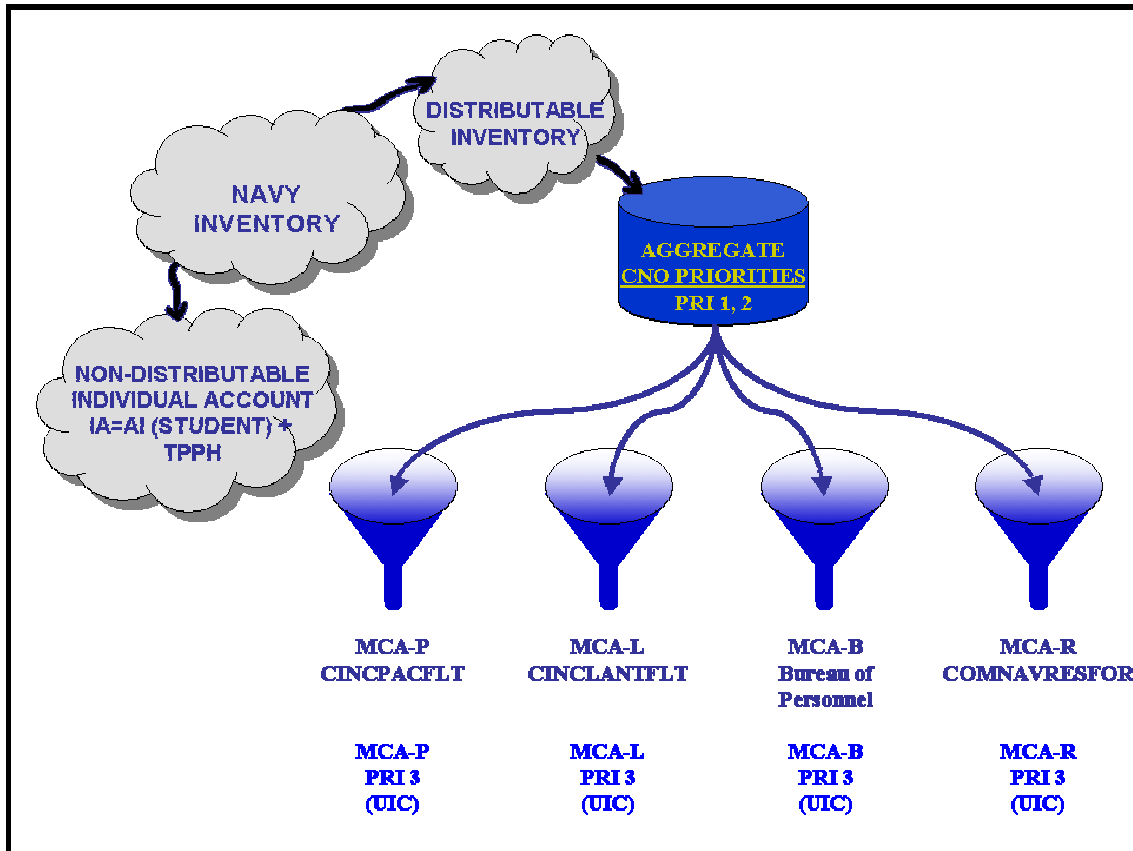 DISTRIBUTABLE
INVENTORY
NAVY
INVENTORY
AGGREGATE
CNO PRIORITIES
PRI 1, 2
NON-DISTRIBUTABLE
INDIVIDUAL ACCOUNT
IA=AI (STUDENT) +
TPPH
MCA-P
CINCPACFLT
MCA-L
CINCLANTFLT
MCA-B
Bureau of
Personnel
MCA-R
COMNAVRESFOR
MCA-P
PRI 3
(UIC)
MCA-L
PRI 3
(UIC)
MCA-B
PRI 3
(UIC)
MCA-R
PRI 3
(UIC)